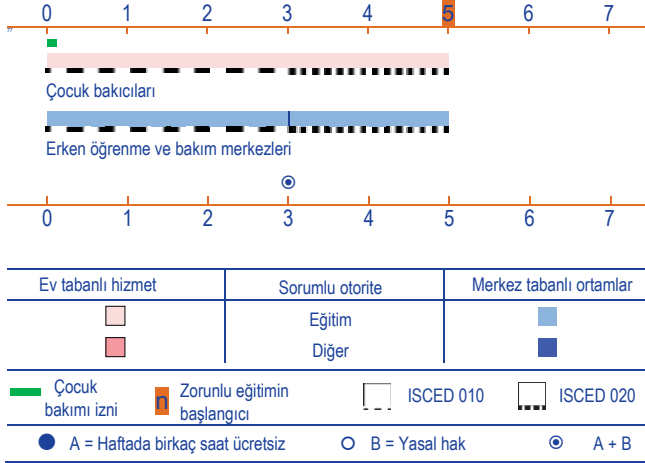 0 1 2 3 4 5 6 7
Çocuk bakıcıları
Erken öğrenme ve bakım merkezleri
0 1 2 3 4 5 6 7
Ev tabanlı hizmet Sorumlu otorite Merkez tabanlı ortamlar
Eğitim
Diğer
Çocuk bakımı izni
n Zorunlu eğitimin başlangıcı
ISCED 010 ISCED 020
A = Haftada birkaç saat ücretsiz B = Yasal hak A + B